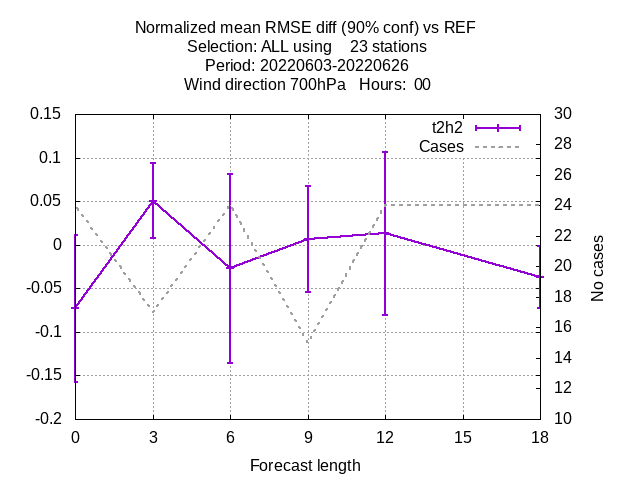 Normalized mean RMSE diff (90% conf) vs REF
Selection: ALL using 23 stations
Period: 20220603-20220626
Wind direction 700hPa Hours: 00
t2h2
Cases
0.15
0.1
0.05
0
-0.05
-0.1
-0.15
-0.2
30
28
26
24
22
20
18
16
14
12
10
No cases
0 3 6 9 12 15 18
Forecast length